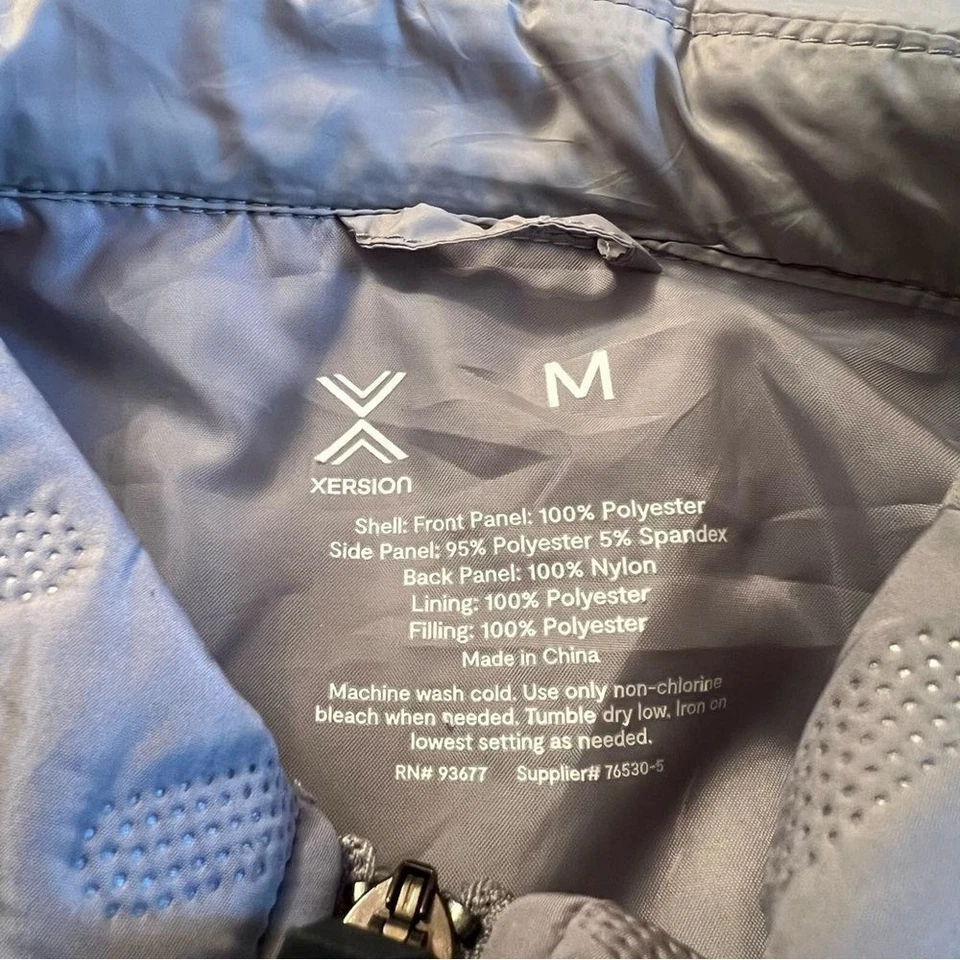 M
XERSION
Shell: Front Panel: 100% Polyester
Side Panel: 95% Polyester 5% Spandex
Back Panel: 100% Nylon
Lining: 100% Polyester
Filling: 100% Polyester
Made in China
Machine wash cold. Use only non-chlorine
bleach when needed. Tumble dry low. Iron on
lowest setting as needed.
RN# 93677 Supplier# 76530-5